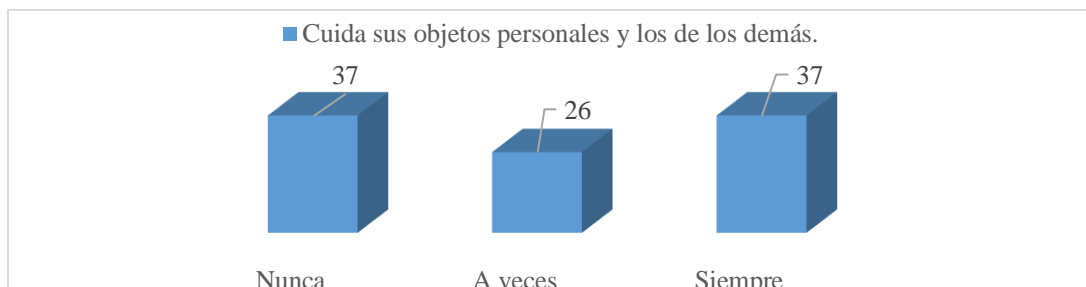 Cuida sus objetos personales y los de los demás.
37
26
37
Nunca
A veces
Siempre